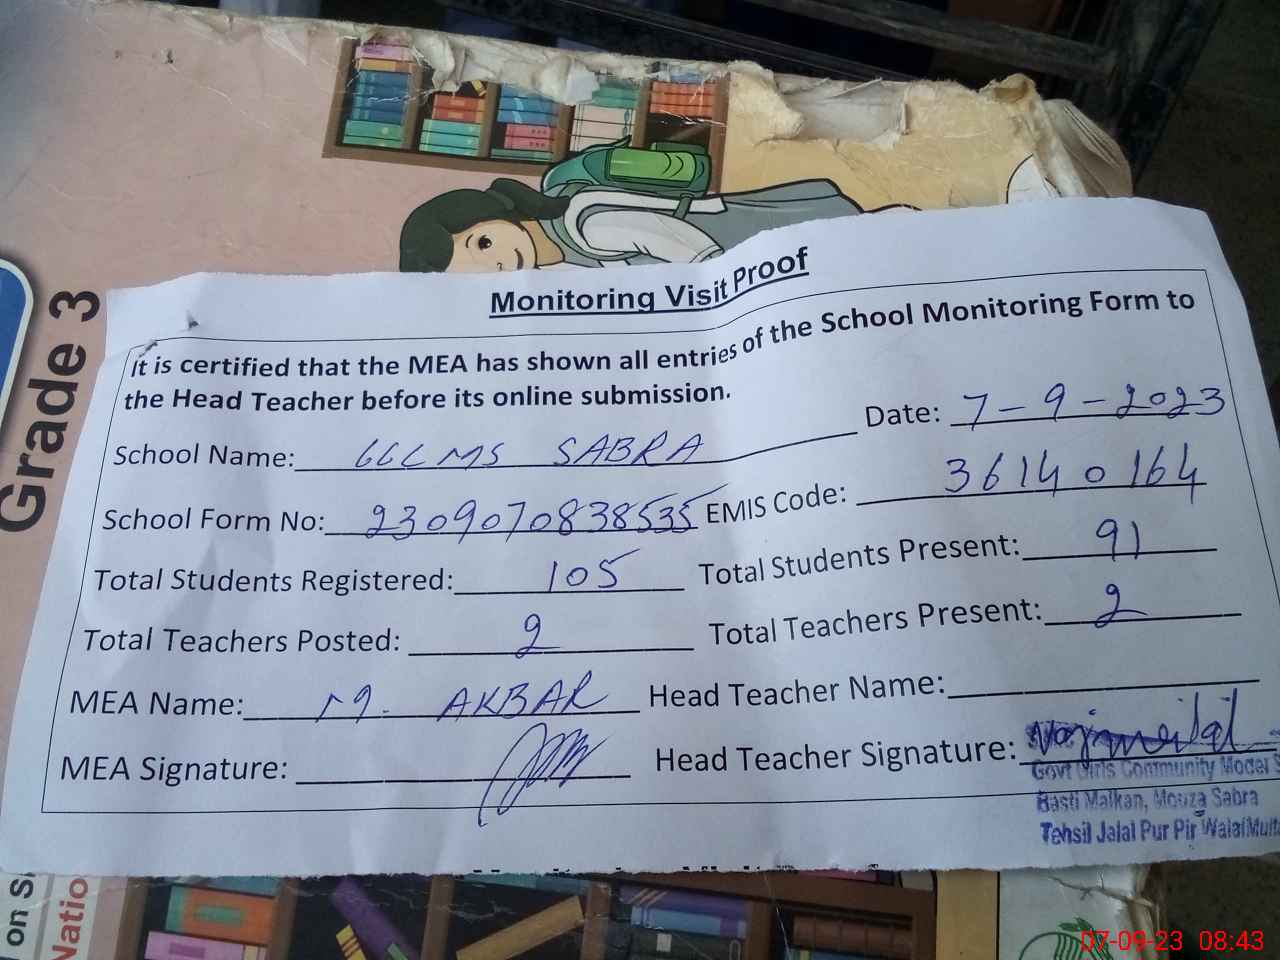 Grade 3
Monitoring Visit Proof
It is certified that the MEA has shown all entries of the School Monitoring Form to
the Head Teacher before its online submission.
Date: 7-9-2023
School Name: GGCMS SABRA
School Form No: 2309070838535 EMIS Code: 36140164
Total Students Registered: 105 Total Students Present: 91
Total Teachers Posted: 2 Total Teachers Present: 2
MEA Name: M. AKBAR Head Teacher Name:
MEA Signature: Head Teacher Signature:
Govt Girls Community Model S
Basti Malkan, Mouza Sabra
Tehsil Jalal Pur Pir Wala/Mult
on S
Natio
07-09-23 08:43